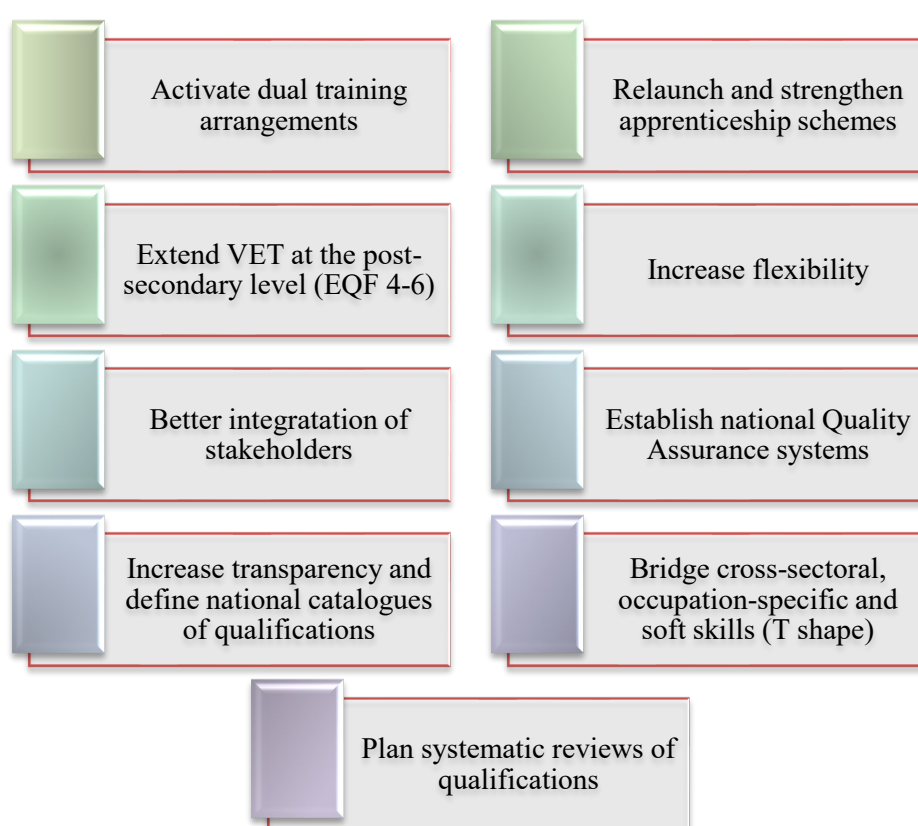 Activate dual training
arrangements
Relaunch and strengthen
apprenticeship schemes
Extend VET at the post-
secondary level (EQF 4-6)
Increase flexibility
Better integratation of
stakeholders
Establish national Quality
Assurance systems
Increase transparency and
define national catalogues
of qualifications
Bridge cross-sectoral,
occupation-specific and
soft skills (T shape)
Plan systematic reviews of
qualifications